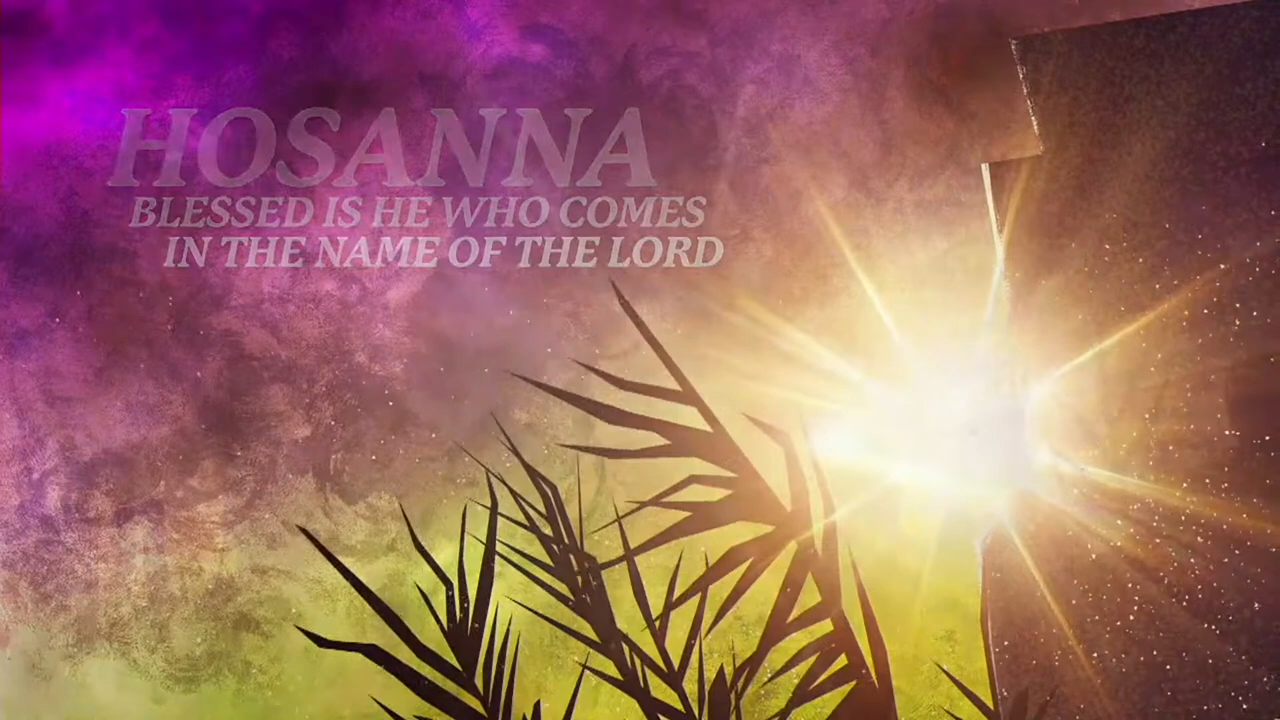 HOSANNA
BLESSED IS HE WHO COMES
IN THE NAME OF THE LORD